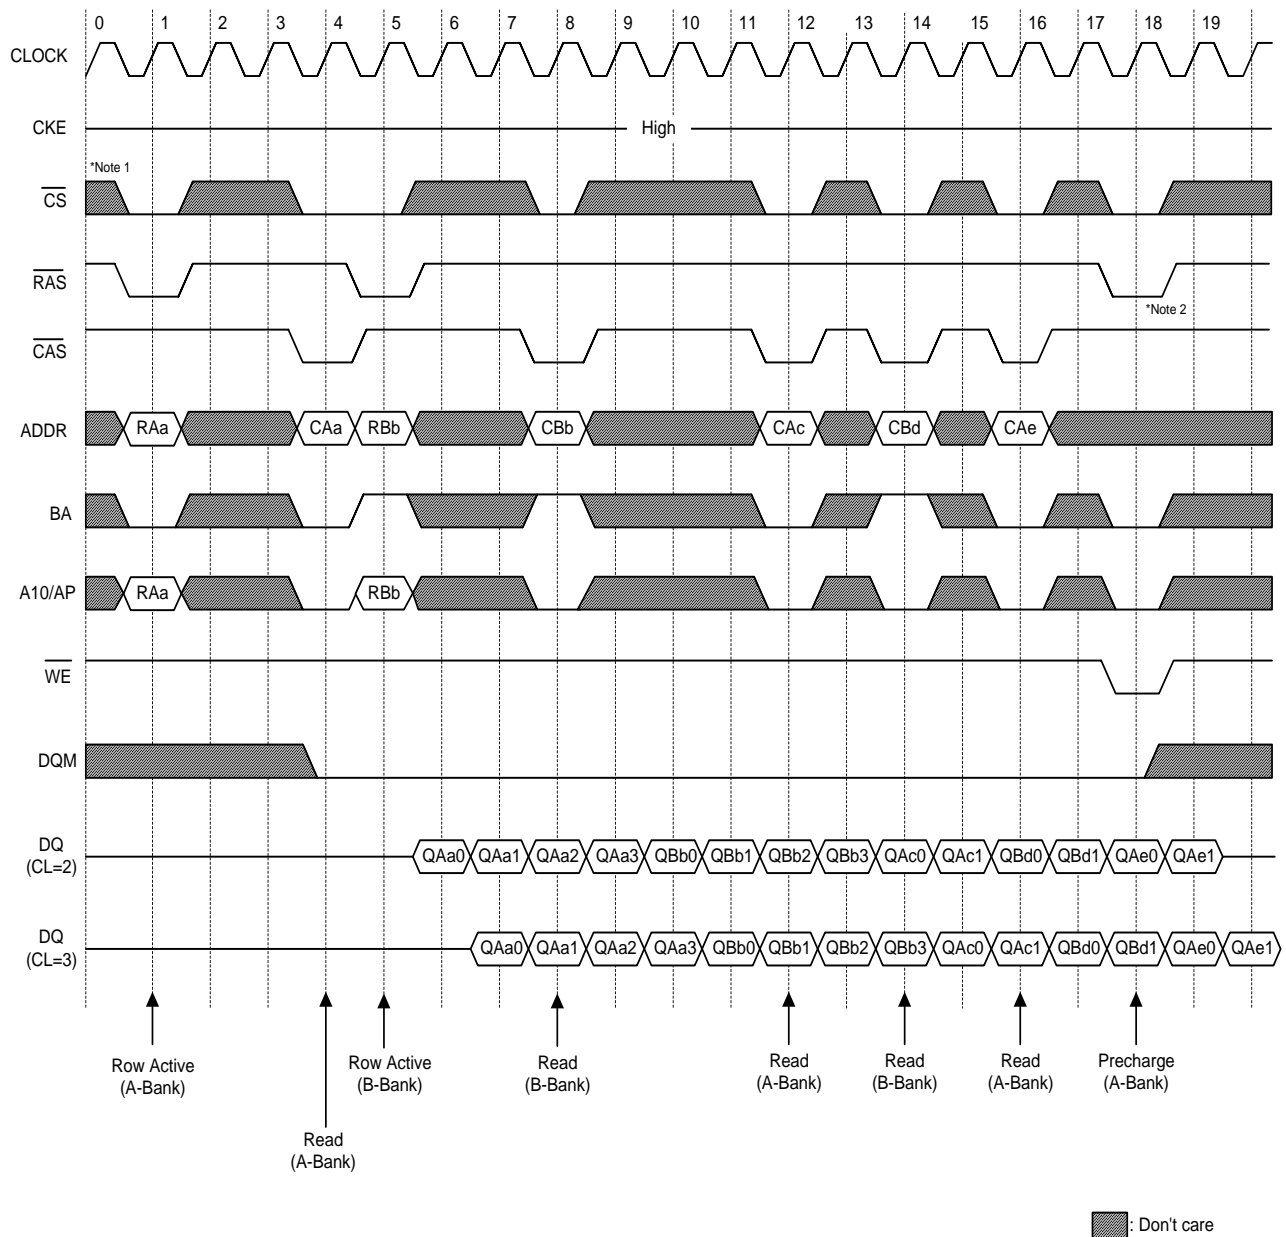 0 1 2 3 4 5 6 7 8 9 10 11 12 13 14 15 16 17 18 19
CLOCK
CKE High
*Note 1
CS
RAS
*Note 2
CAS
ADDR RAa CAa RBb CBb CAc CBd CAe
BA
A10/AP RAa RBb
WE
DQM
DQ
(CL=2) QAa0 QAa1 QAa2 QAa3 QBb0 QBb1 QBb2 QBb3 QAc0 QAc1 QBd0 QBd1 QAe0 QAe1
DQ
(CL=3) QAa0 QAa1 QAa2 QAa3 QBb0 QBb1 QBb2 QBb3 QAc0 QAc1 QBd0 QBd1 QAe0 QAe1
Row Active
(A-Bank)
Read
(A-Bank)
Row Active
(B-Bank)
Read
(B-Bank)
Read
(A-Bank)
Read
(B-Bank)
Read
(A-Bank)
Precharge
(A-Bank)
: Don't care